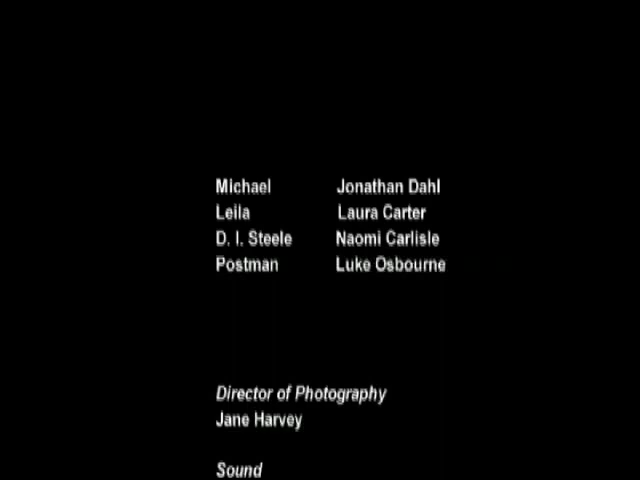 Michael Jonathan Dahl
Leila Laura Carter
D. I. Steele Naomi Carlisle
Postman Luke Osbourne
Director of Photography
Jane Harvey
Sound